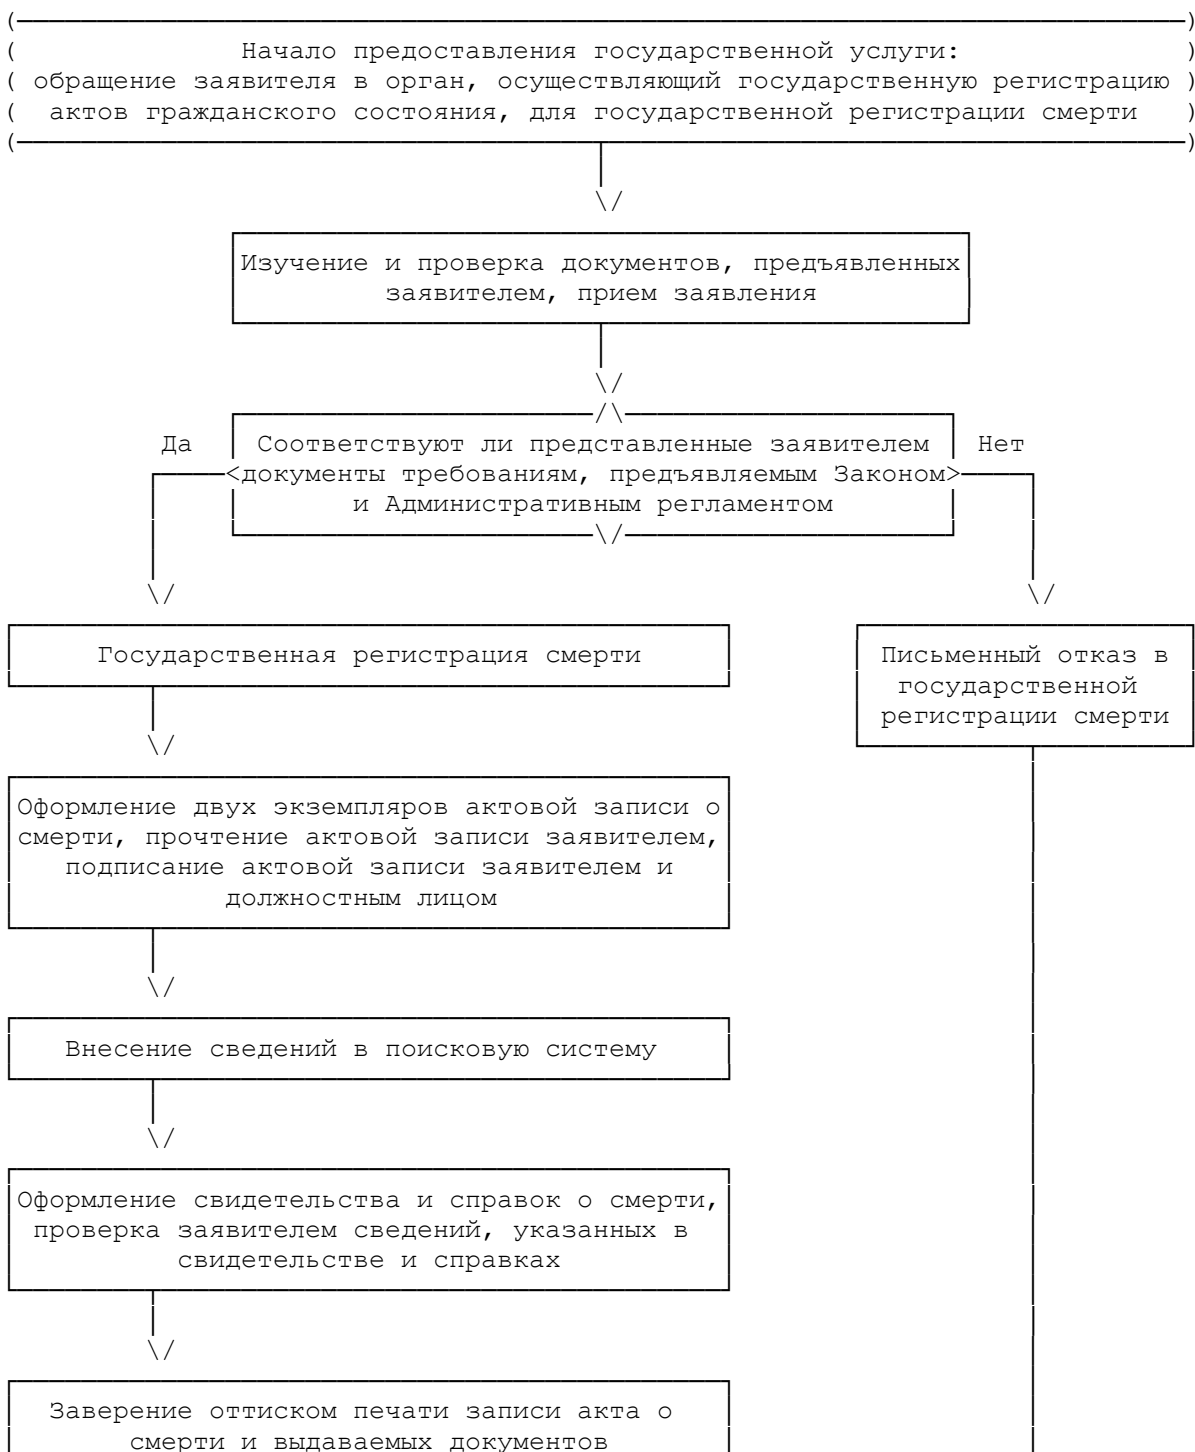 Начало предоставления государственной услуги:
обращение заявителя в орган, осуществляющий государственную регистрацию
актов гражданского состояния, для государственной регистрации смерти
Изучение и проверка документов, предъявленных
заявителем, прием заявления
Да
Соответствуют ли представленные заявителем
документы требованиям, предъявляемым Законом
и Административным регламентом
Нет
Государственная регистрация смерти
Письменный отказ в
государственной
регистрации смерти
Оформление двух экземпляров актовой записи о
смерти, прочтение актовой записи заявителем,
подписание актовой записи заявителем и
должностным лицом
Внесение сведений в поисковую систему
Оформление свидетельства и справок о смерти,
проверка заявителем сведений, указанных в
свидетельстве и справках
Заверение оттиском печати записи акта о
смерти и выдаваемых документов